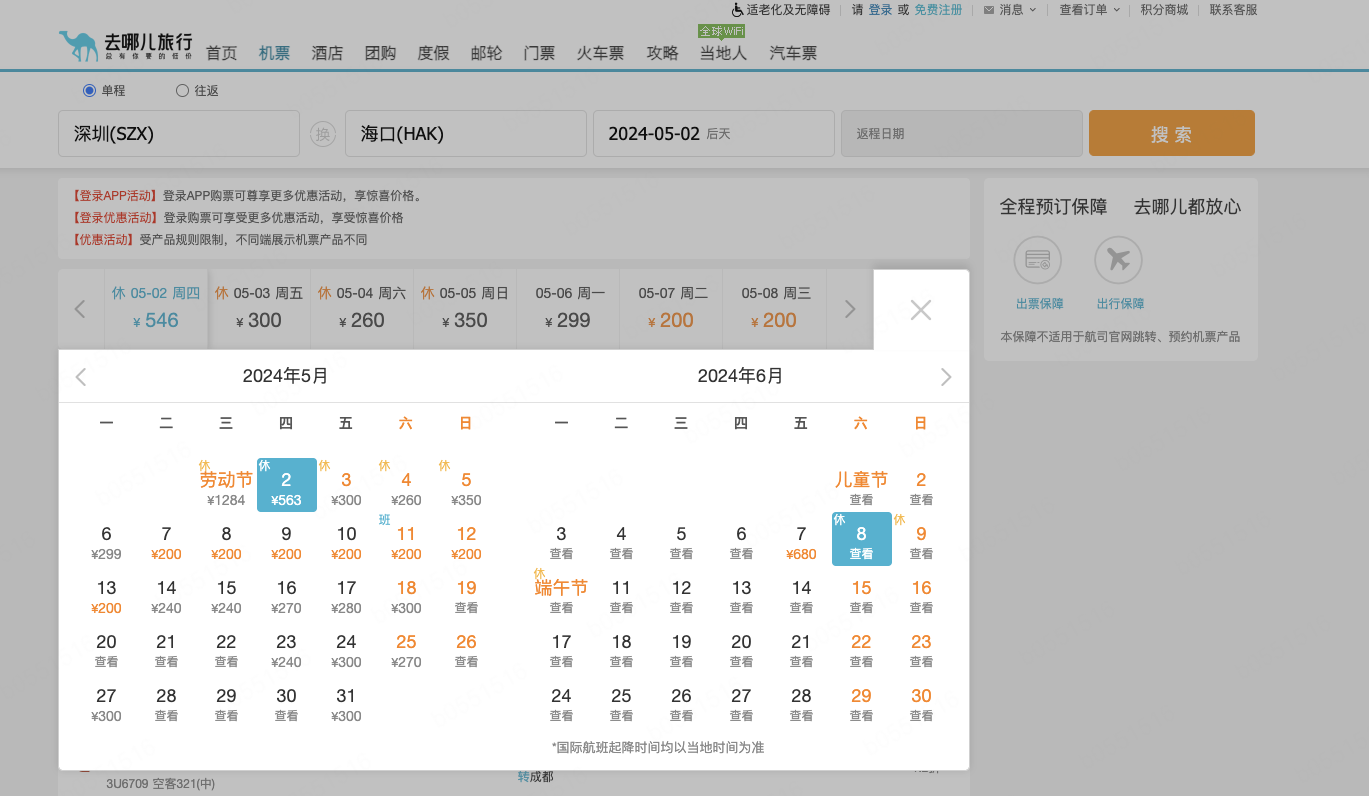 适老化及无障碍 请 登录 或 免费注册 消息 查看订单 积分商城 联系客服
去哪儿旅行
总有你要的低价
全球WiFi
首页 机票 酒店 团购 度假 邮轮 门票 火车票 攻略 当地人 汽车票
单程 往返
深圳(SZX) 换 海口(HAK) 2024-05-02 后天 返程日期 搜 索
【登录APP活动】登录APP购票可尊享更多优惠活动，享惊喜价格。
【登录优惠活动】登录购票可享受更多优惠活动，享受惊喜价格
【优惠活动】受产品规则限制，不同端展示机票产品不同
全程预订保障 去哪儿都放心
出票保障 出行保障
本保障不适用于航司官网跳转、预约机票产品
休 05-02 周四 休 05-03 周五 休 05-04 周六 休 05-05 周日 05-06 周一 05-07 周二 05-08 周三
¥ 546 ¥ 300 ¥ 260 ¥ 350 ¥ 299 ¥ 200 ¥ 200
2024年5月 2024年6月
一 二 三 四 五 六 日 一 二 三 四 五 六 日
休 休 休 休 休
劳动节 2 3 4 5 儿童节 2
¥1284 ¥563 ¥300 ¥260 ¥350 查看 查看
班 休 休
6 7 8 9 10 11 12 3 4 5 6 7 8 9
¥299 ¥200 ¥200 ¥200 ¥200 ¥200 ¥200 查看 查看 查看 查看 ¥680 查看 查看
休
13 14 15 16 17 18 19 端午节 11 12 13 14 15 16
¥200 ¥240 ¥240 ¥270 ¥280 ¥300 查看 查看 查看 查看 查看 查看 查看 查看
20 21 22 23 24 25 26 17 18 19 20 21 22 23
查看 查看 查看 ¥240 ¥300 ¥270 查看 查看 查看 查看 查看 查看 查看 查看
27 28 29 30 31 24 25 26 27 28 29 30
¥300 查看 查看 查看 ¥300 查看 查看 查看 查看 查看 查看 查看
*国际航班起降时间均以当地时间为准
转成都
3U6709 空客321(中)